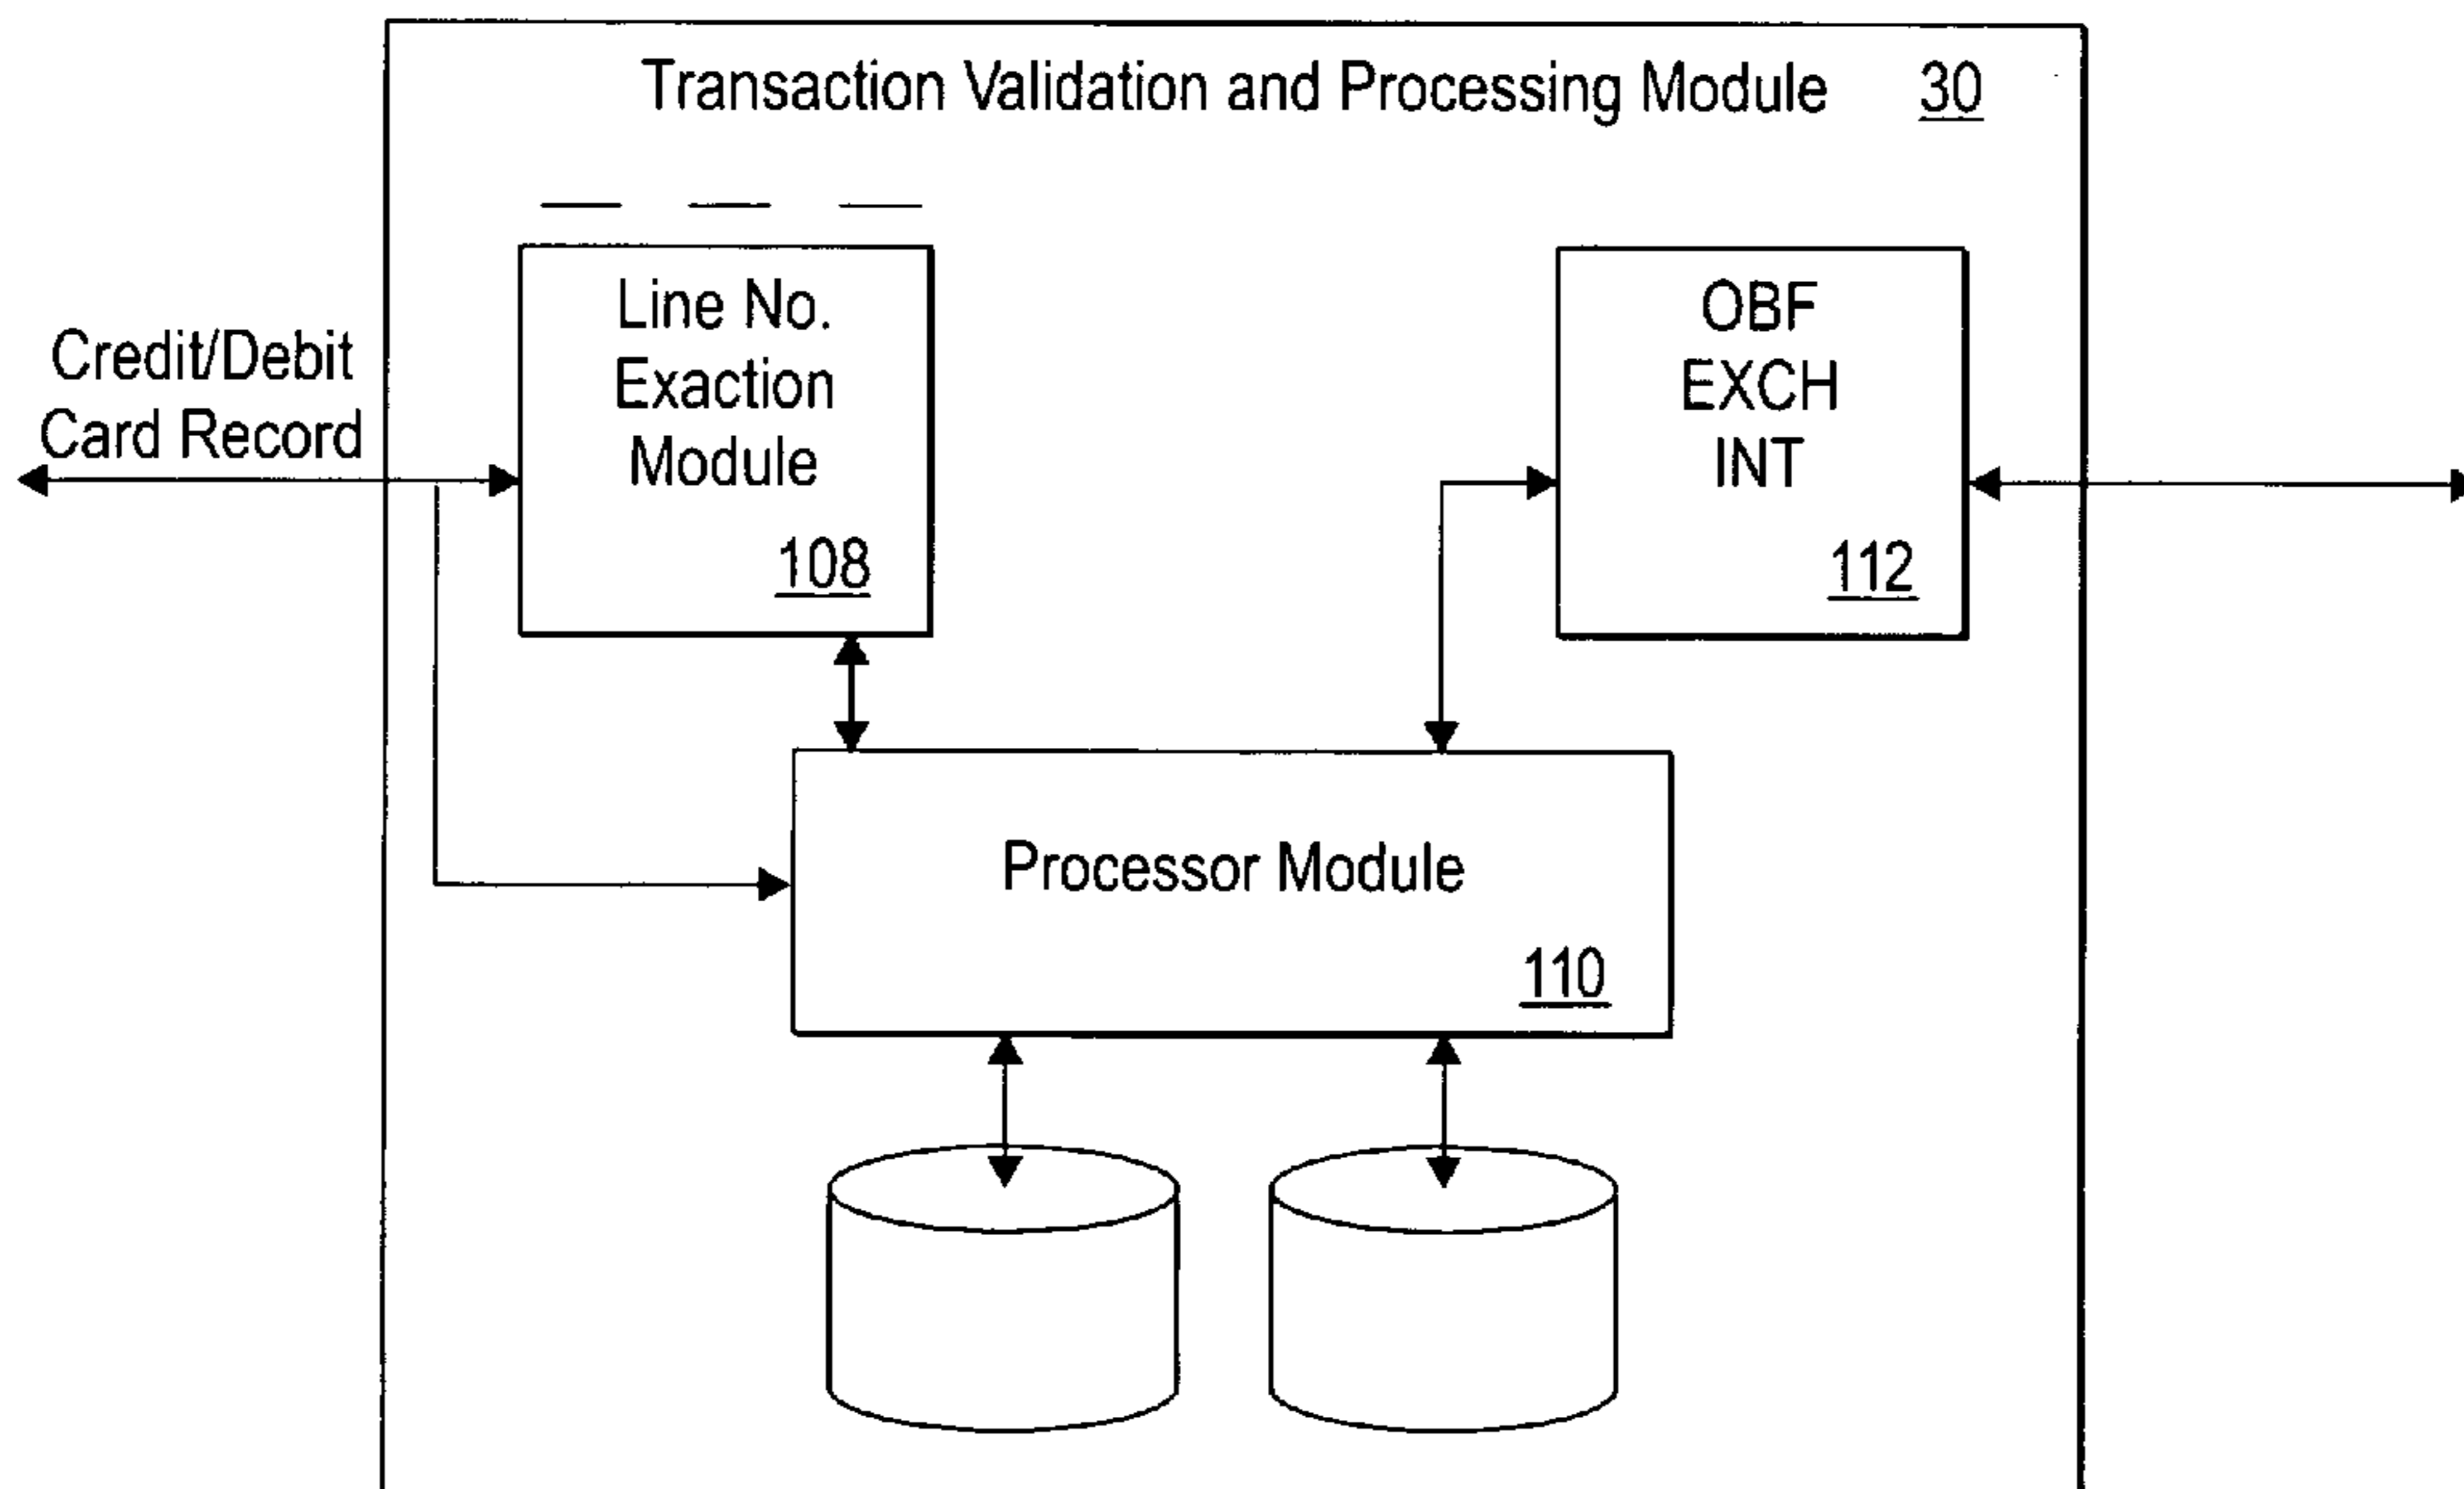 Transaction Validation and Processing Module 30
Credit/Debit
Card Record
Line No.
Exaction
Module
108
OBF
EXCH
INT
112
Processor Module
110